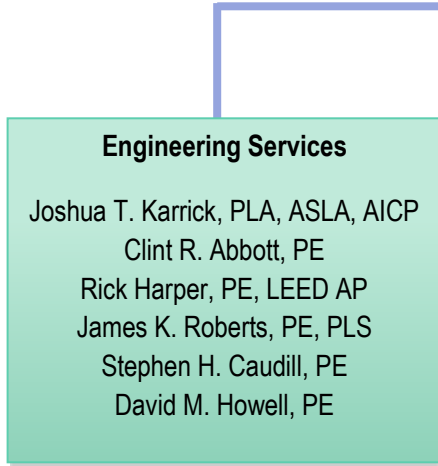 Engineering Services
Joshua T. Karrick, PLA, ASLA, AICP
Clint R. Abbott, PE
Rick Harper, PE, LEED AP
James K. Roberts, PE, PLS
Stephen H. Caudill, PE
David M. Howell, PE